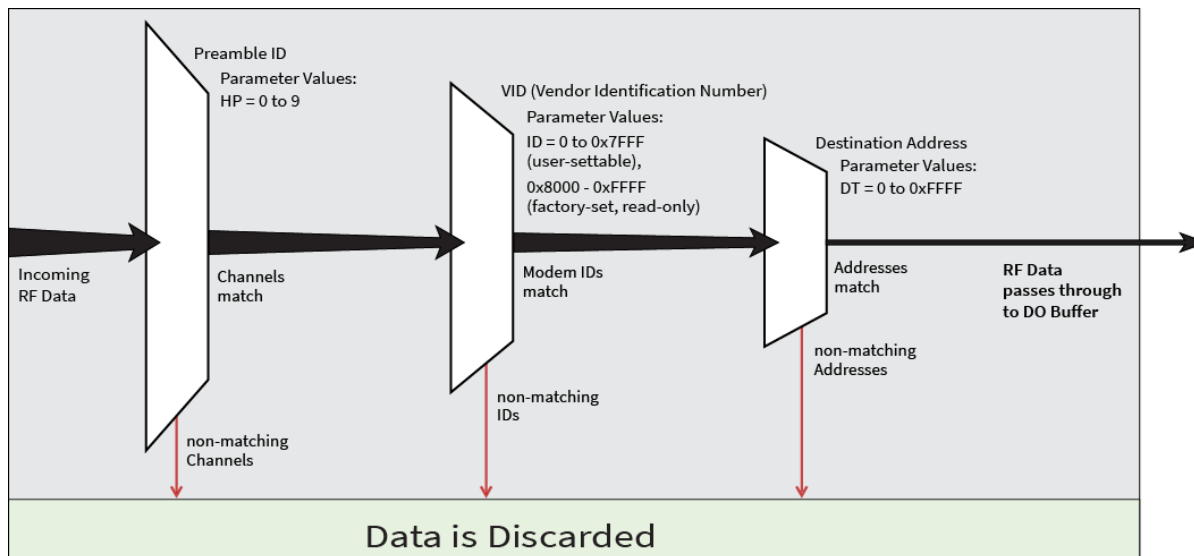 Preamble ID
Parameter Values:
HP = 0 to 9
VID (Vendor Identification Number)
Parameter Values:
ID = 0 to 0x7FFF
(user-settable),
0x8000 - 0xFFFF
(factory-set, read-only)
Destination Address
Parameter Values:
DT = 0 to 0xFFFF
Incoming
RF Data
Channels
match
Modem IDs
match
Addresses
match
RF Data
passes through
to DO Buffer
non-matching
Channels
non-matching
IDs
non-matching
Addresses
Data is Discarded